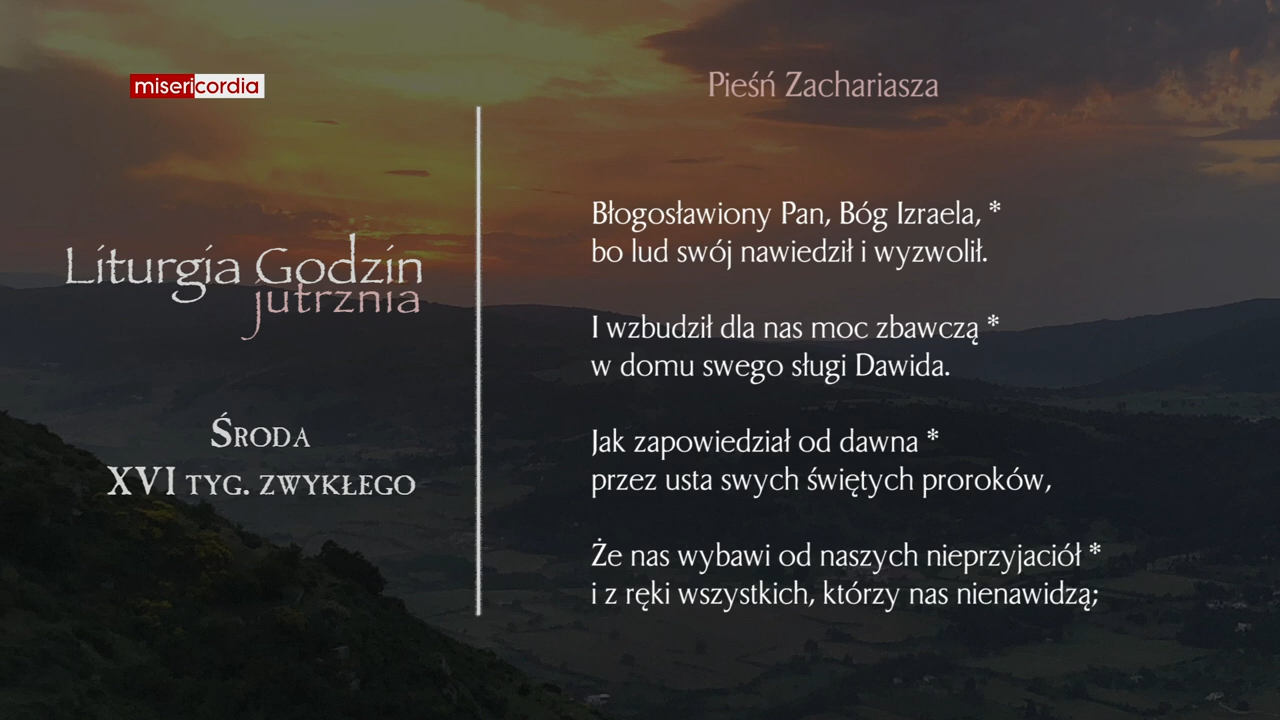 misericordia
Liturgia Godzin
jutrznia
Środa
XVI tyg. zwykłego
Pieśń Zachariasza
Błogosławiony Pan, Bóg Izraela, *
bo lud swój nawiedził i wyzwolił.
I wzbudził dla nas moc zbawczą *
w domu swego sługi Dawida.
Jak zapowiedział od dawna *
przez usta swych świętych proroków,
Że nas wybawi od naszych nieprzyjaciół *
i z ręki wszystkich, którzy nas nienawidzą;